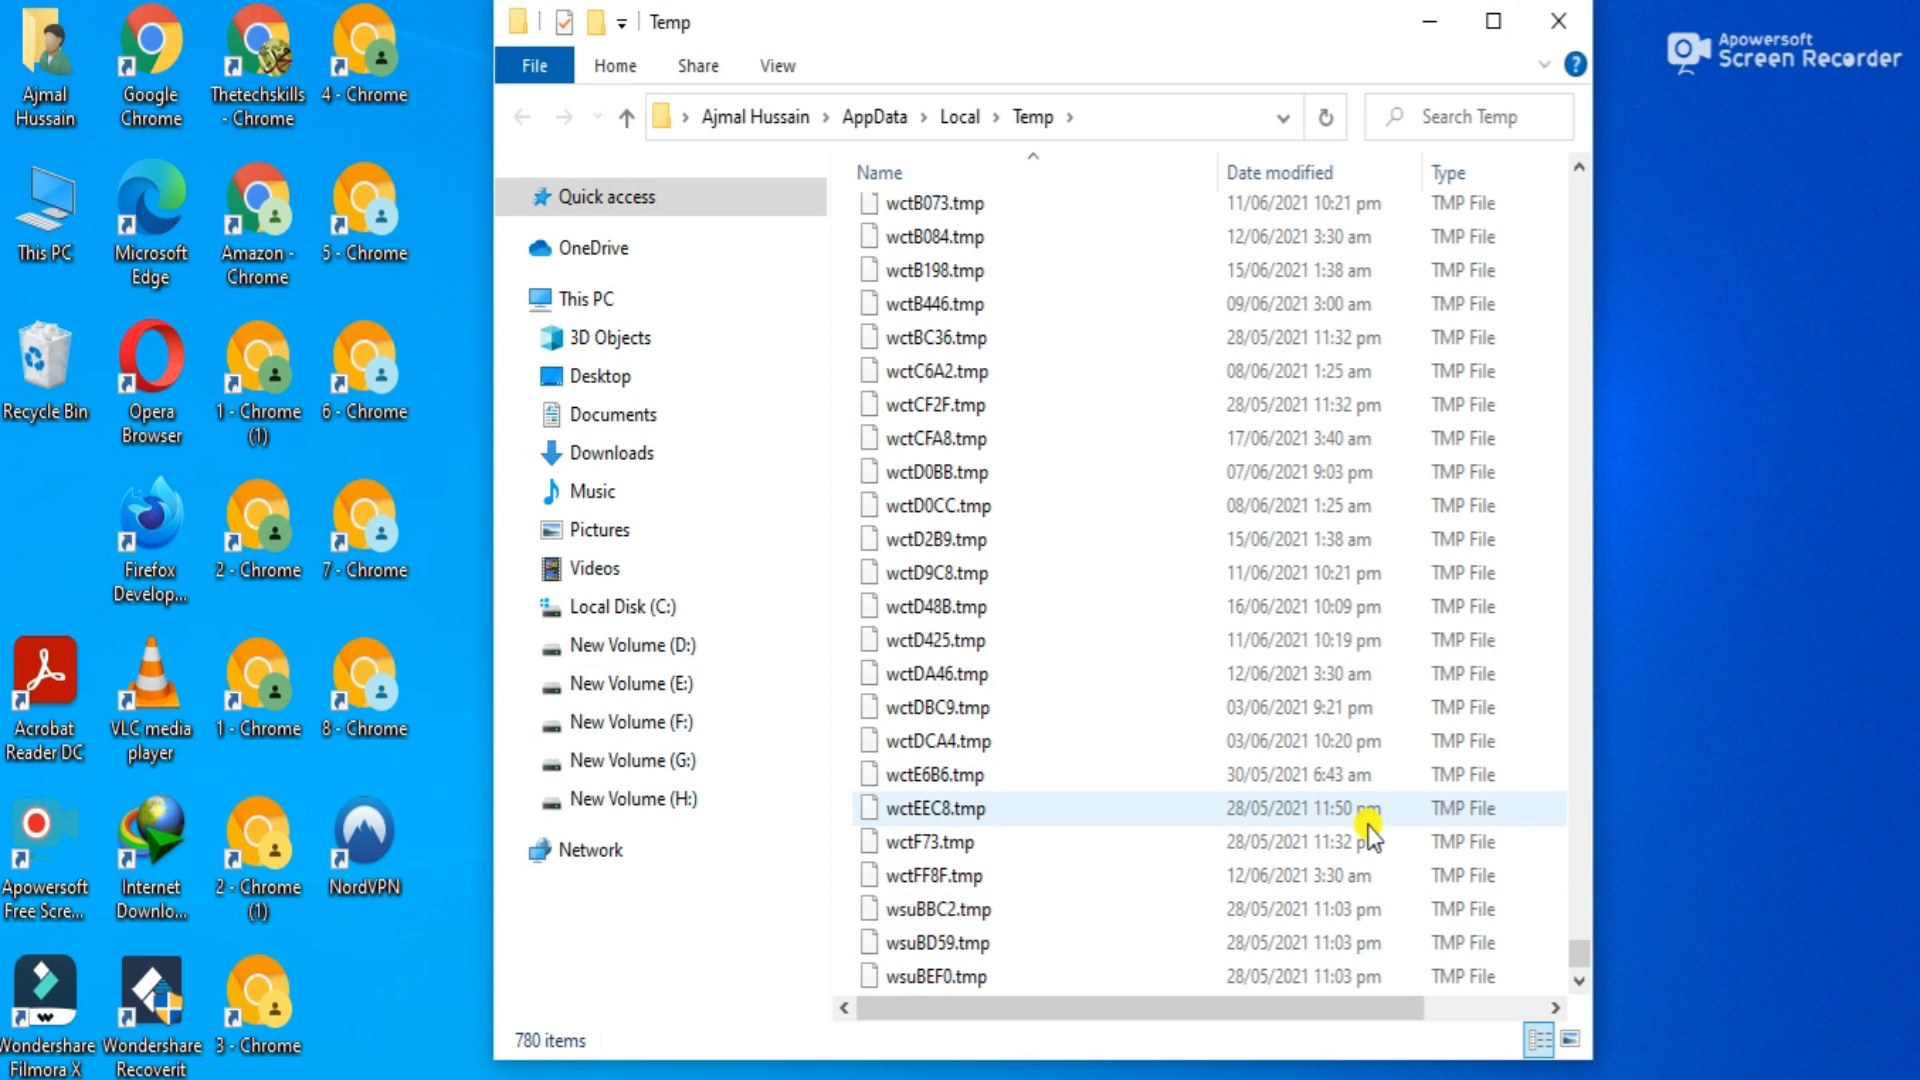 Ajmal
Hussain
Google
Chrome
Thetechskills
- Chrome
4 - Chrome
This PC
Microsoft
Edge
Amazon -
Chrome
5 - Chrome
Recycle Bin
Opera
Browser
1 - Chrome
(1)
6 - Chrome
Firefox
Develop...
2 - Chrome
7 - Chrome
Acrobat
Reader DC
VLC media
player
1 - Chrome
8 - Chrome
Apowersoft
Free Scre...
Internet
Downlo...
2 - Chrome
(1)
NordVPN
Wondershare
Filmora X
Wondershare
Recoverit
3 - Chrome
Temp
File Home Share View
Ajmal Hussain > AppData > Local > Temp >
Search Temp
Quick access
OneDrive
This PC
3D Objects
Desktop
Documents
Downloads
Music
Pictures
Videos
Local Disk (C:)
New Volume (D:)
New Volume (E:)
New Volume (F:)
New Volume (G:)
New Volume (H:)
Network
Name Date modified Type
wctB073.tmp 11/06/2021 10:21 pm TMP File
wctB084.tmp 12/06/2021 3:30 am TMP File
wctB198.tmp 15/06/2021 1:38 am TMP File
wctB446.tmp 09/06/2021 3:00 am TMP File
wctBC36.tmp 28/05/2021 11:32 pm TMP File
wctC6A2.tmp 08/06/2021 1:25 am TMP File
wctCF2F.tmp 28/05/2021 11:32 pm TMP File
wctCFA8.tmp 17/06/2021 3:40 am TMP File
wctD0BB.tmp 07/06/2021 9:03 pm TMP File
wctD0CC.tmp 08/06/2021 1:25 am TMP File
wctD2B9.tmp 15/06/2021 1:38 am TMP File
wctD9C8.tmp 11/06/2021 10:21 pm TMP File
wctD48B.tmp 16/06/2021 10:09 pm TMP File
wctD425.tmp 11/06/2021 10:19 pm TMP File
wctDA46.tmp 12/06/2021 3:30 am TMP File
wctDBC9.tmp 03/06/2021 9:21 pm TMP File
wctDCA4.tmp 03/06/2021 10:20 pm TMP File
wctE6B6.tmp 30/05/2021 6:43 am TMP File
wctEEC8.tmp 28/05/2021 11:50 pm TMP File
wctF73.tmp 28/05/2021 11:32 pm TMP File
wctFF8F.tmp 12/06/2021 3:30 am TMP File
wsuBBC2.tmp 28/05/2021 11:03 pm TMP File
wsuBD59.tmp 28/05/2021 11:03 pm TMP File
wsuBEF0.tmp 28/05/2021 11:03 pm TMP File
780 items
Apowersoft
Screen Recorder